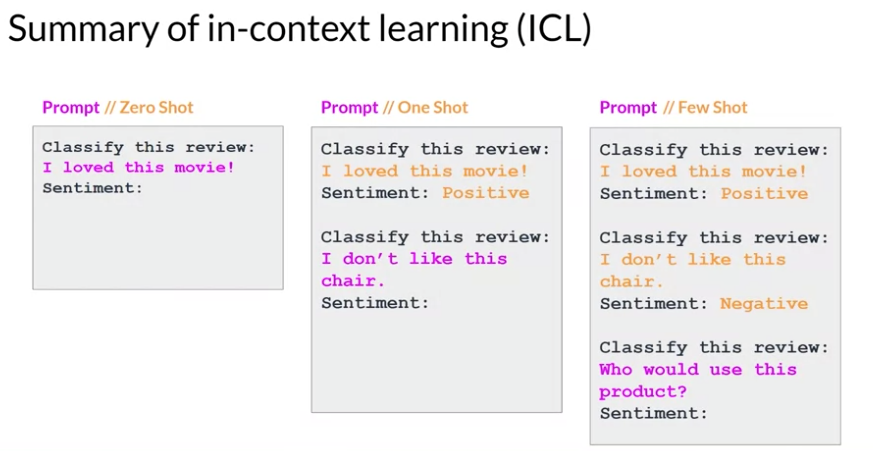 Summary of in-context learning (ICL)
Prompt // Zero Shot
Classify this review:
I loved this movie!
Sentiment:
Prompt // One Shot
Classify this review:
I loved this movie!
Sentiment: Positive
Classify this review:
I don't like this
chair.
Sentiment:
Prompt // Few Shot
Classify this review:
I loved this movie!
Sentiment: Positive
Classify this review:
I don't like this
chair.
Sentiment: Negative
Classify this review:
Who would use this
product?
Sentiment: